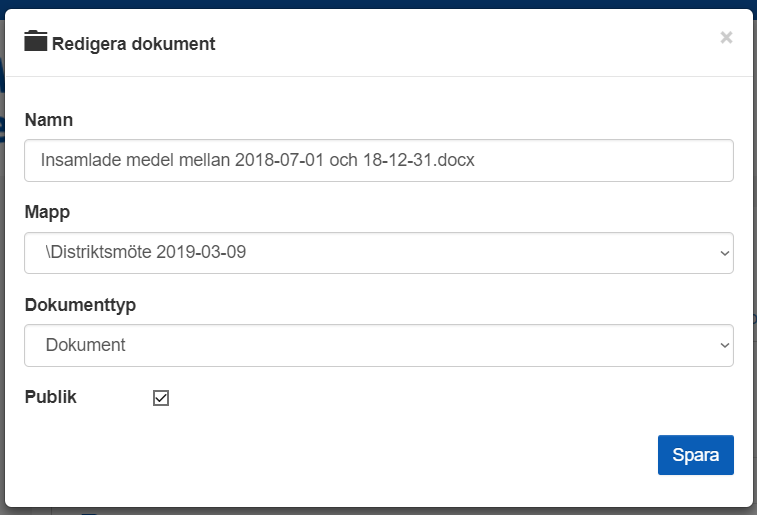 Redigera dokument
×
Namn
Insamlade medel mellan 2018-07-01 och 18-12-31.docx
Mapp
\Distriktsmöte 2019-03-09
Dokumenttyp
Dokument
Publik
Spara